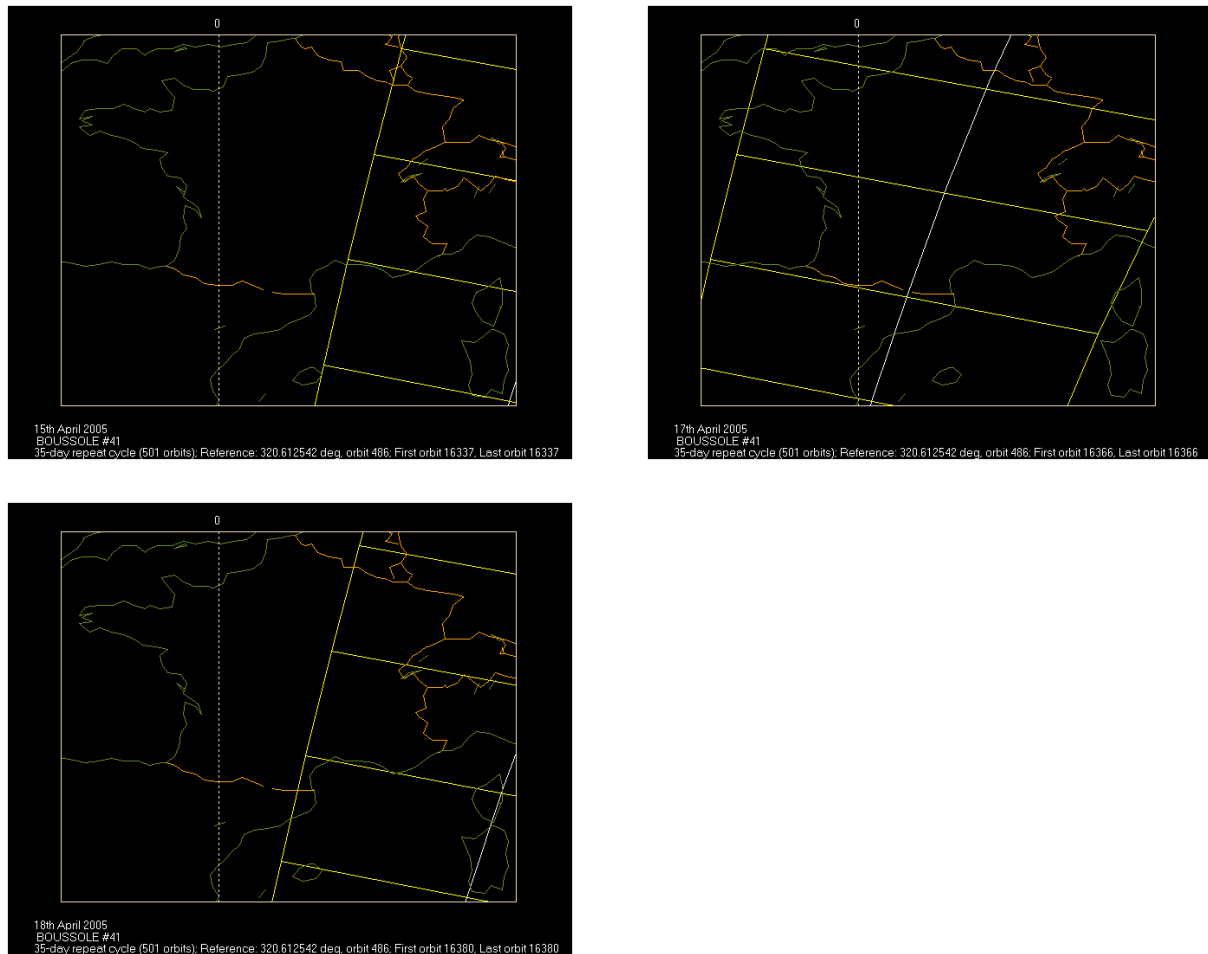 0
15th April 2005
BOUSSOLE #41
35-day repeat cycle (501 orbits); Reference: 320.612542 deg, orbit 486; First orbit 16337, Last orbit 16337
0
17th April 2005
BOUSSOLE #41
35-day repeat cycle (501 orbits); Reference: 320.612542 deg, orbit 486; First orbit 16366, Last orbit 16366
0
18th April 2005
BOUSSOLE #41
35-day repeat cycle (501 orbits); Reference: 320.612542 deg, orbit 486; First orbit 16380, Last orbit 16380